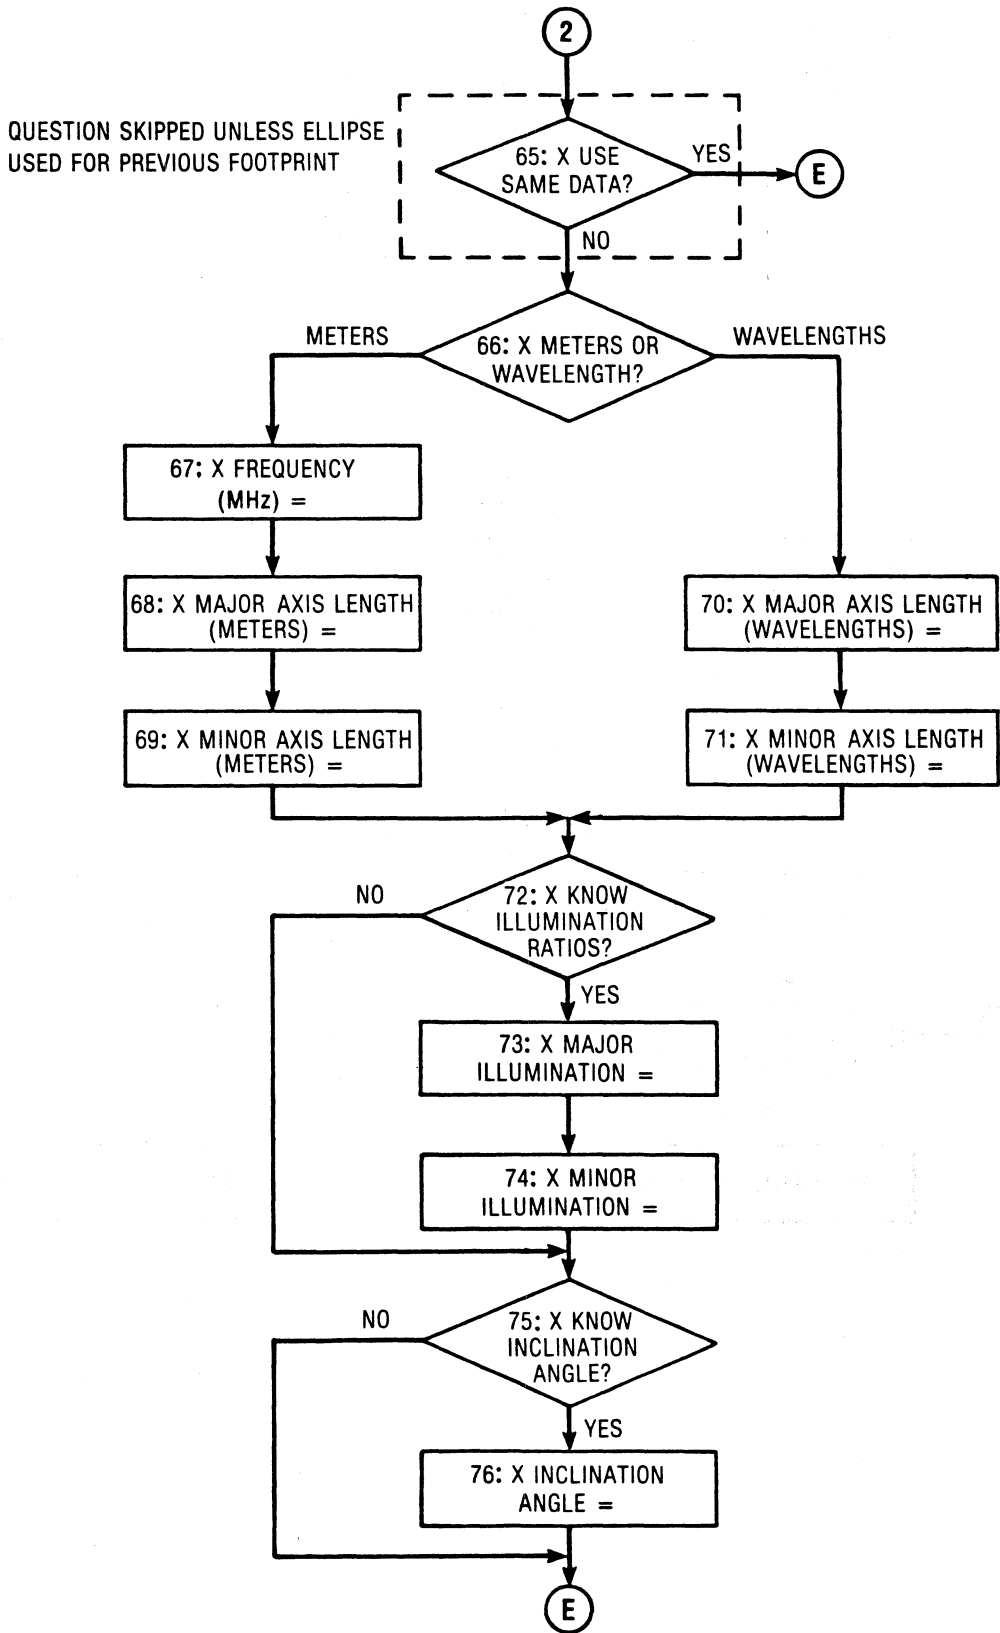 2
QUESTION SKIPPED UNLESS ELLIPSE
USED FOR PREVIOUS FOOTPRINT
65: X USE
SAME DATA?
YES
E
NO
METERS
66: X METERS OR
WAVELENGTH?
WAVELENGTHS
67: X FREQUENCY
(MHz) =
68: X MAJOR AXIS LENGTH
(METERS) =
70: X MAJOR AXIS LENGTH
(WAVELENGTHS) =
69: X MINOR AXIS LENGTH
(METERS) =
71: X MINOR AXIS LENGTH
(WAVELENGTHS) =
NO
72: X KNOW
ILLUMINATION
RATIOS?
YES
73: X MAJOR
ILLUMINATION =
74: X MINOR
ILLUMINATION =
NO
75: X KNOW
INCLINATION
ANGLE?
YES
76: X INCLINATION
ANGLE =
E